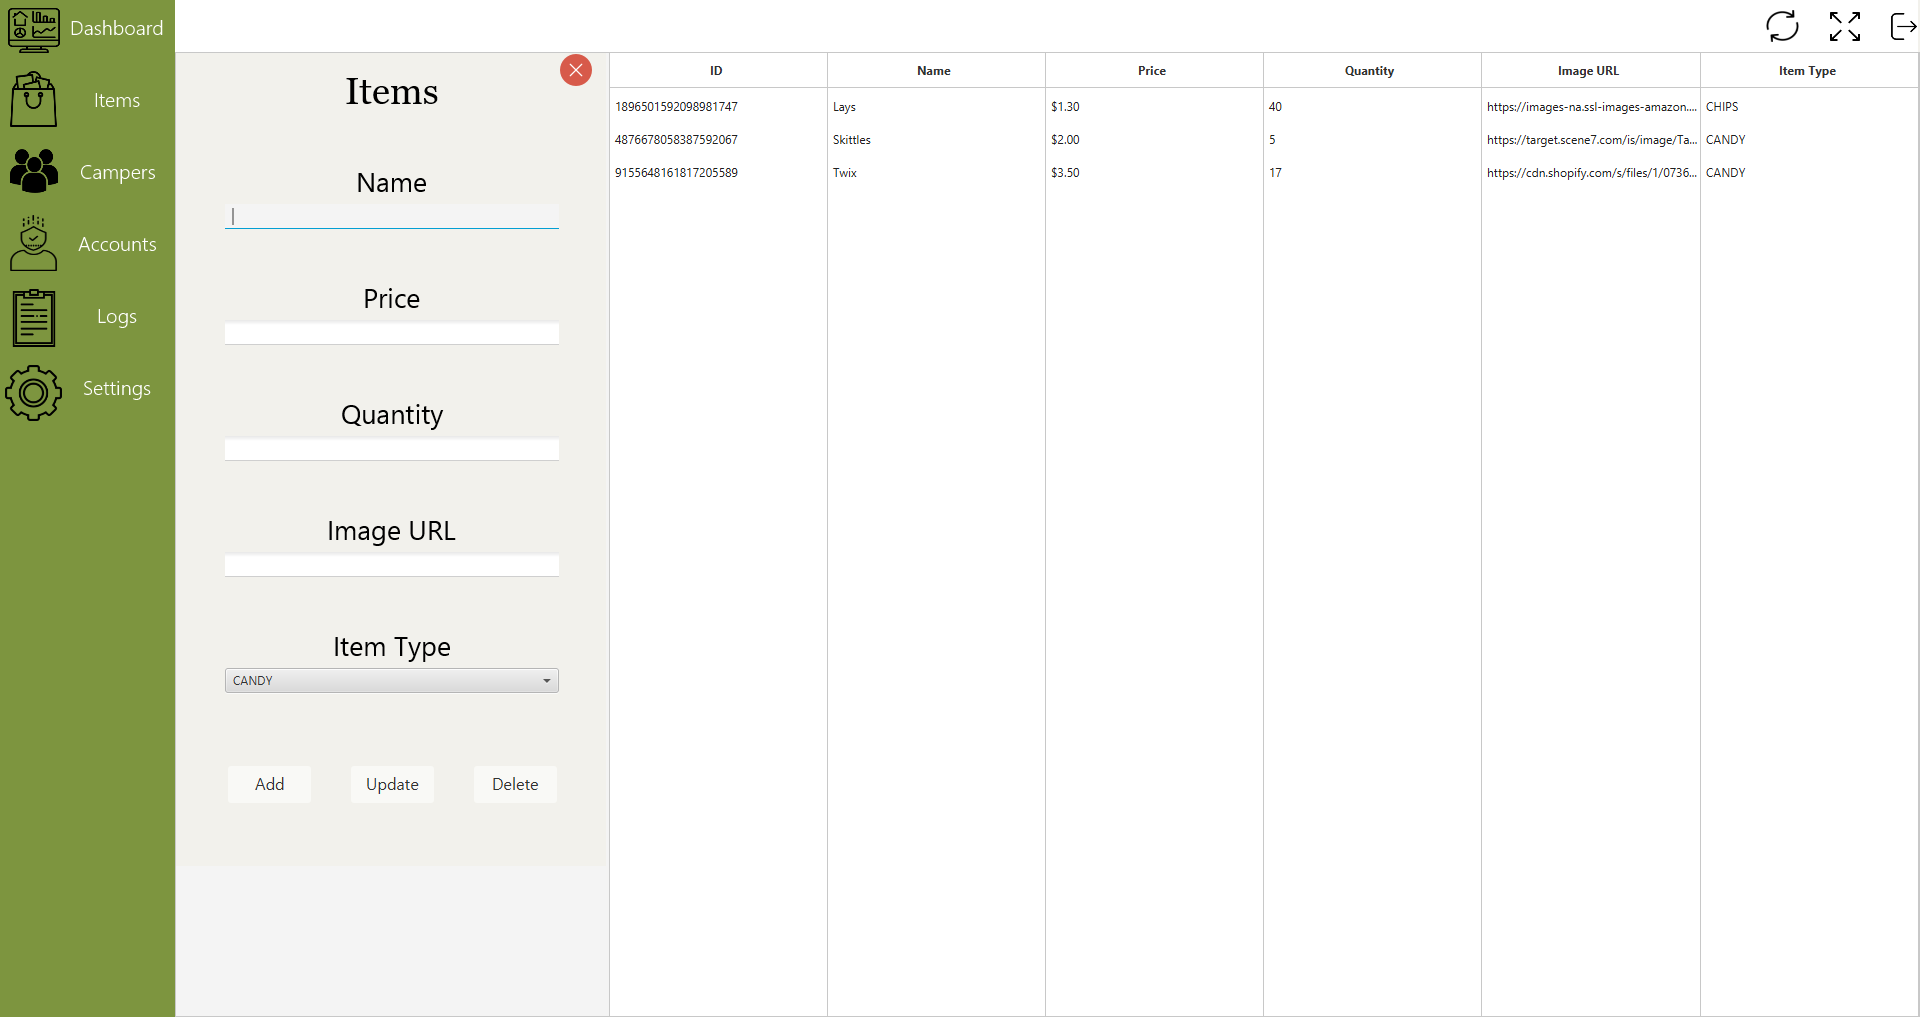 Dashboard
Items
Campers
Accounts
Logs
Settings
Items
Name
Price
Quantity
Image URL
Item Type
CANDY
Add Update Delete
ID Name Price Quantity Image URL Item Type
1896501592098981747 Lays $1.30 40 https://images-na.ssl-images-amazon.... CHIPS
4876678058387592067 Skittles $2.00 5 https://target.scene7.com/is/image/Ta... CANDY
9155648161817205589 Twix $3.50 17 https://cdn.shopify.com/s/files/1/0736... CANDY